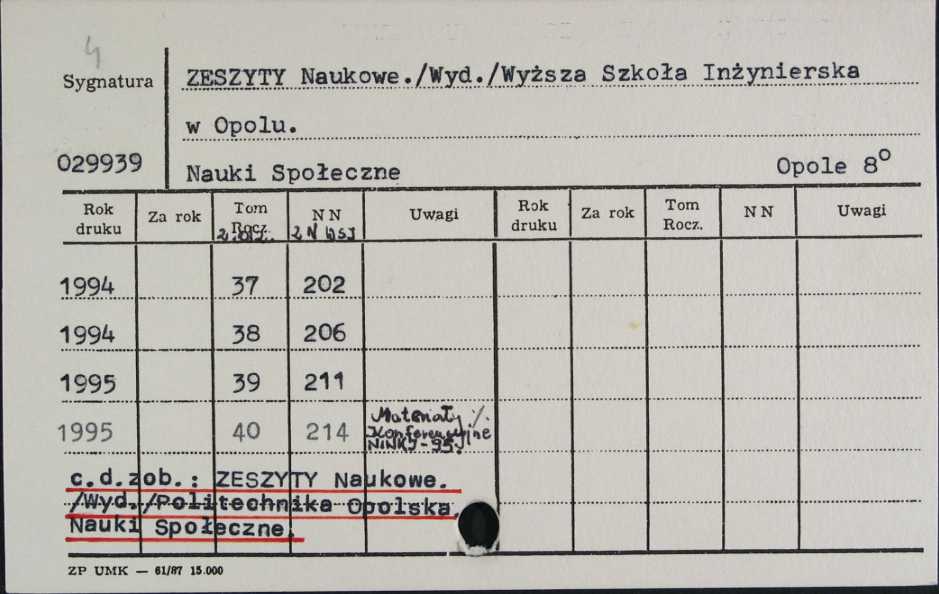 4
Sygnatura ZESZYTY Naukowe./Wyd./Wyższa Szkoła Inżynierska
w Opolu.
029939 Nauki Społeczne Opole 8°
Rok druku Za rok Tom Rocz. NN Uwagi Rok druku Za rok Tom Rocz. NN Uwagi
1994 37 202
1994 38 206
1995 39 211
1995 40 214 Materiały
Konferencyjne
c.d.zob.: ZESZYTY Naukowe.
/Wyd./Politechnika Opolska.
Nauki Społeczne.
ZP UMK — 61/87 15.000